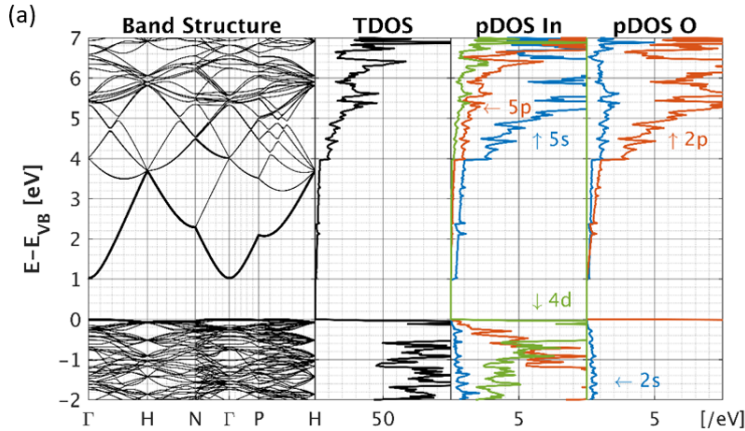 (a)
Band Structure TDOS pDOS In pDOS O
7
6
5
4
3
2
1
0
-1
-2
E-E_VB [eV]
← 5p
↑ 5s
↑ 2p
↓ 4d
← 2s
Γ H N Γ P H 50 5 5 [/eV]